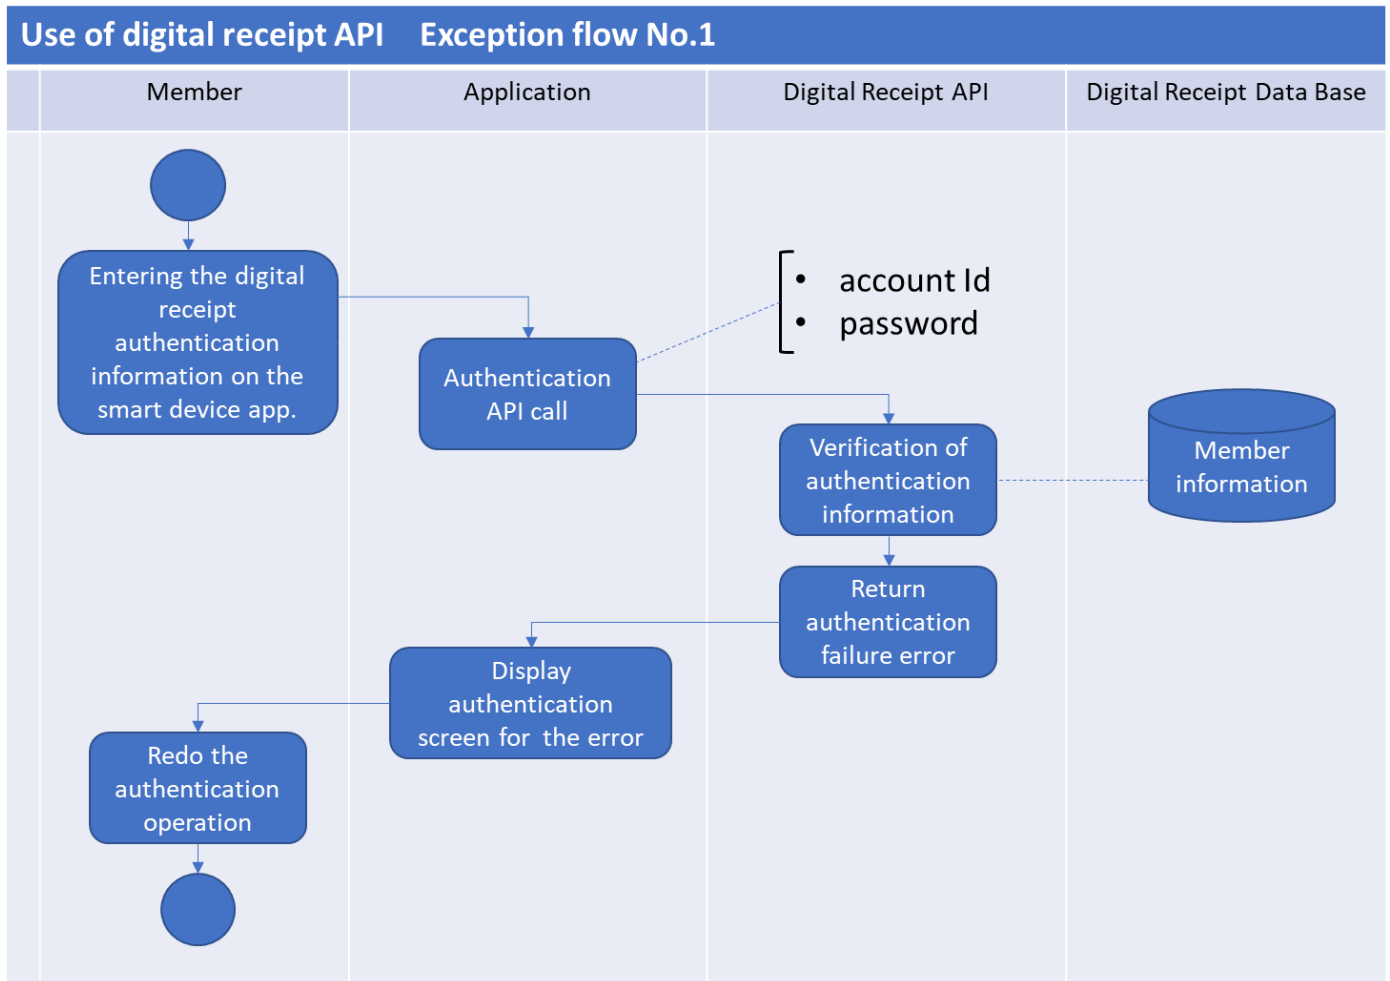 Use of digital receipt API Exception flow No.1
Member
Application
Digital Receipt API
Digital Receipt Data Base
Entering the digital
receipt
authentication
information on the
smart device app.
• account Id
• password
Authentication
API call
Verification of
authentication
information
Member
information
Return
authentication
failure error
Display
authentication
screen for the error
Redo the
authentication
operation